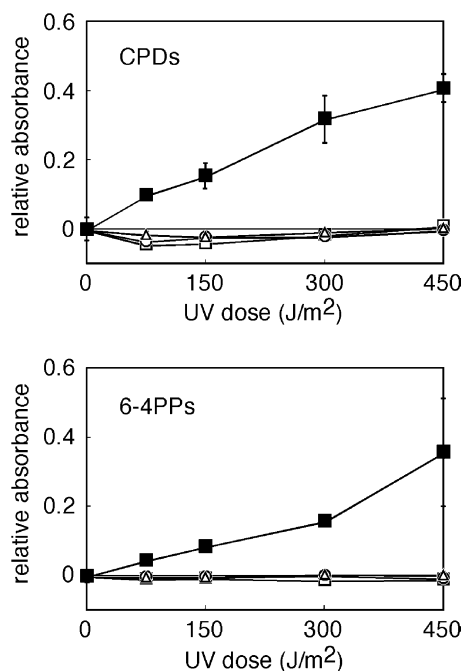 0.6
CPDs
0.4
0.2
0
relative absorbance
0 150 300 450
UV dose (J/m²)
0.6
6-4PPs
0.4
0.2
0
relative absorbance
0 150 300 450
UV dose (J/m²)